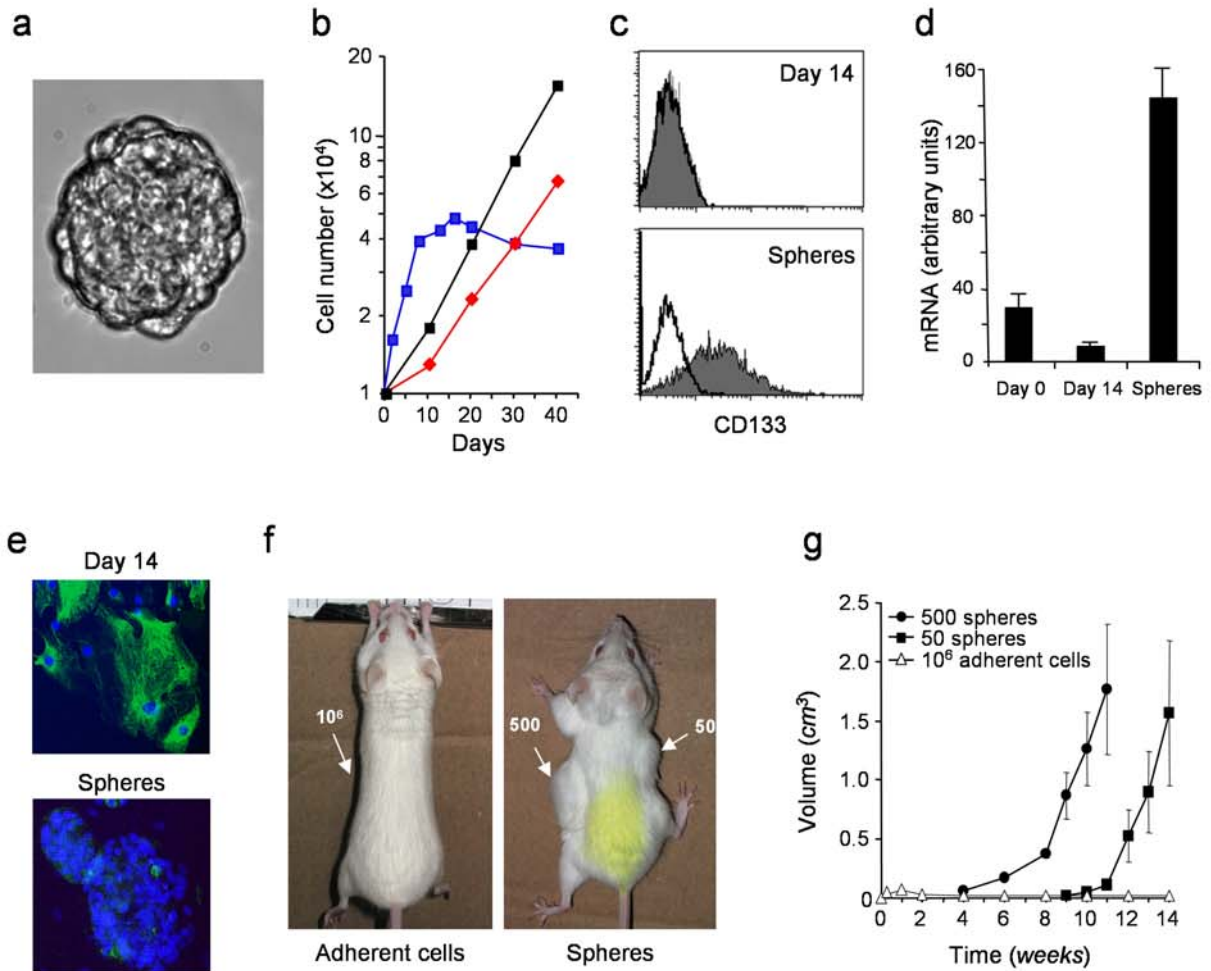 a
b
Cell number (x10⁴)
20
10
8
6
4
2
1
0 10 20 30 40
Days
c
Day 14
Spheres
CD133
d
mRNA (arbitrary units)
160
120
80
40
0
Day 0 Day 14 Spheres
e
Day 14
Spheres
f
10⁶
Adherent cells
500
50
Spheres
g
500 spheres
50 spheres
10⁶ adherent cells
Volume (cm³)
2.5
2.0
1.5
1.0
0.5
0
0 2 4 6 8 10 12 14
Time (weeks)